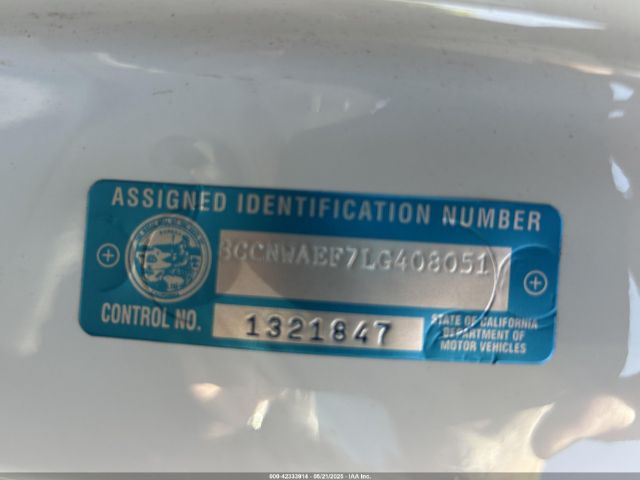 ASSIGNED IDENTIFICATION NUMBER
3CCNWAEF7LG408051
CONTROL NO. 1321847
STATE OF CALIFORNIA
DEPARTMENT OF
MOTOR VEHICLES
000-42333914 - 06/21/2025 - IAA Inc.